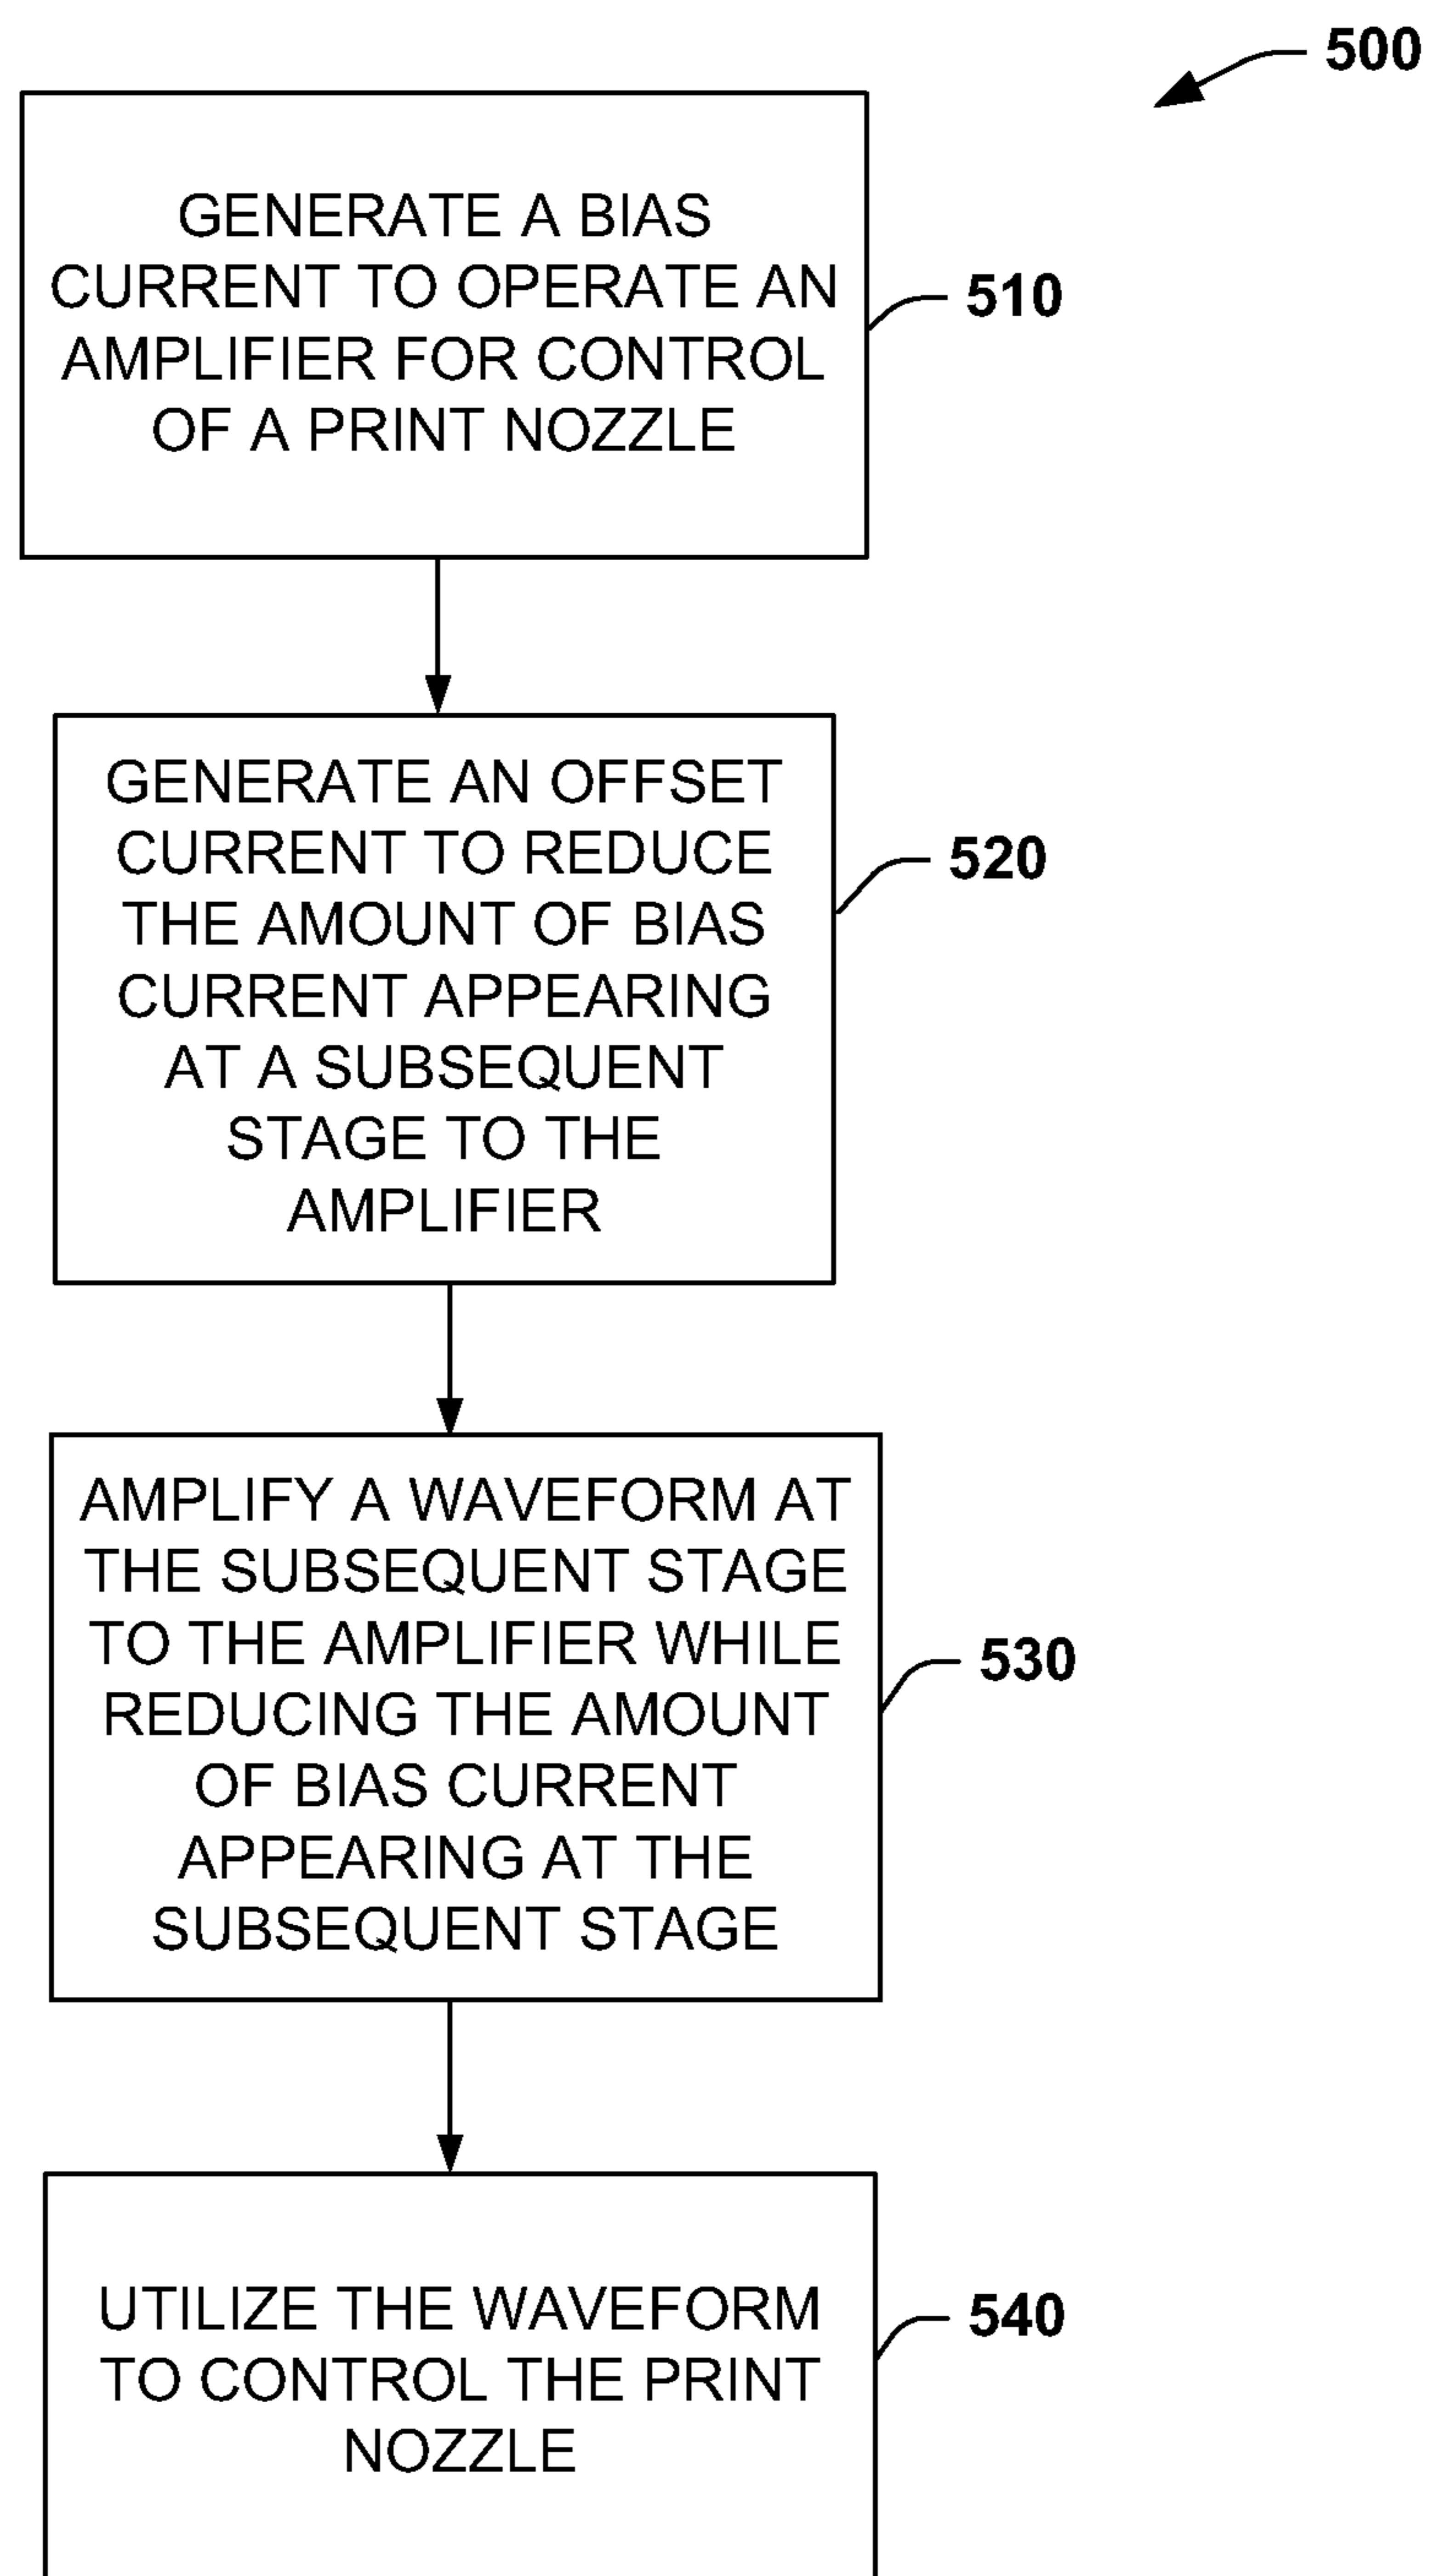 500
GENERATE A BIAS
CURRENT TO OPERATE AN
AMPLIFIER FOR CONTROL
OF A PRINT NOZZLE
510
GENERATE AN OFFSET
CURRENT TO REDUCE
THE AMOUNT OF BIAS
CURRENT APPEARING
AT A SUBSEQUENT
STAGE TO THE
AMPLIFIER
520
AMPLIFY A WAVEFORM AT
THE SUBSEQUENT STAGE
TO THE AMPLIFIER WHILE
REDUCING THE AMOUNT
OF BIAS CURRENT
APPEARING AT THE
SUBSEQUENT STAGE
530
UTILIZE THE WAVEFORM
TO CONTROL THE PRINT
NOZZLE
540